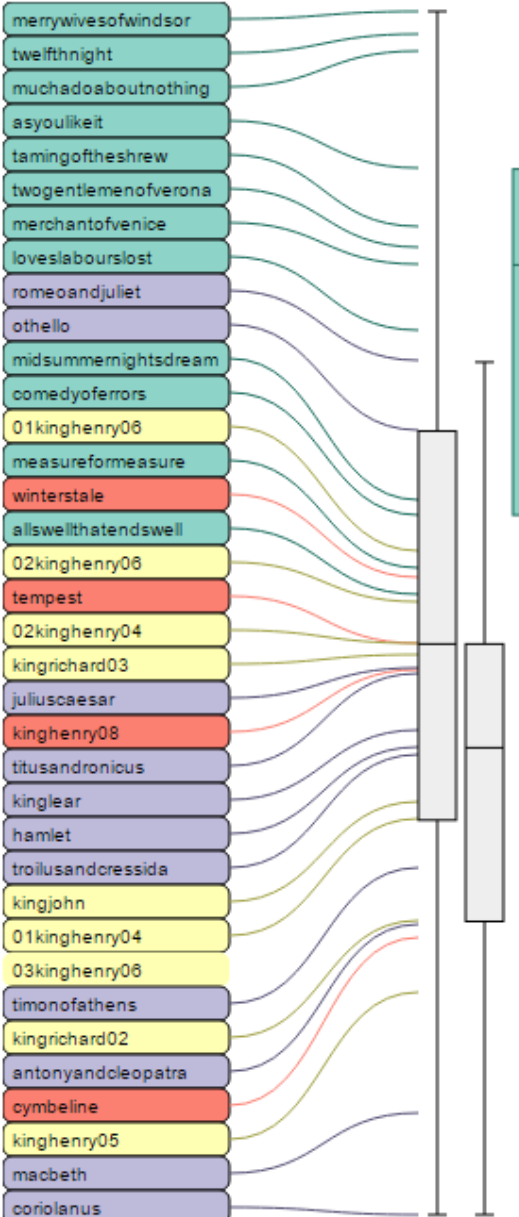 merrywivesofwindsor
twelfthnight
muchadoaboutnothing
asyoulikeit
tamingoftheshrew
twogentlemenofverona
merchantofvenice
loveslabourslost
romeoandjuliet
othello
midsummernightsdream
comedyoferrors
01kinghenry06
measureformeasure
winterstale
allswellthatendswell
02kinghenry06
tempest
02kinghenry04
kingrichard03
juliuscaesar
kinghenry08
titusandronicus
kinglear
hamlet
troilusandcressida
kingjohn
01kinghenry04
03kinghenry06
timonofathens
kingrichard02
antonyandcleopatra
cymbeline
kinghenry05
macbeth
coriolanus